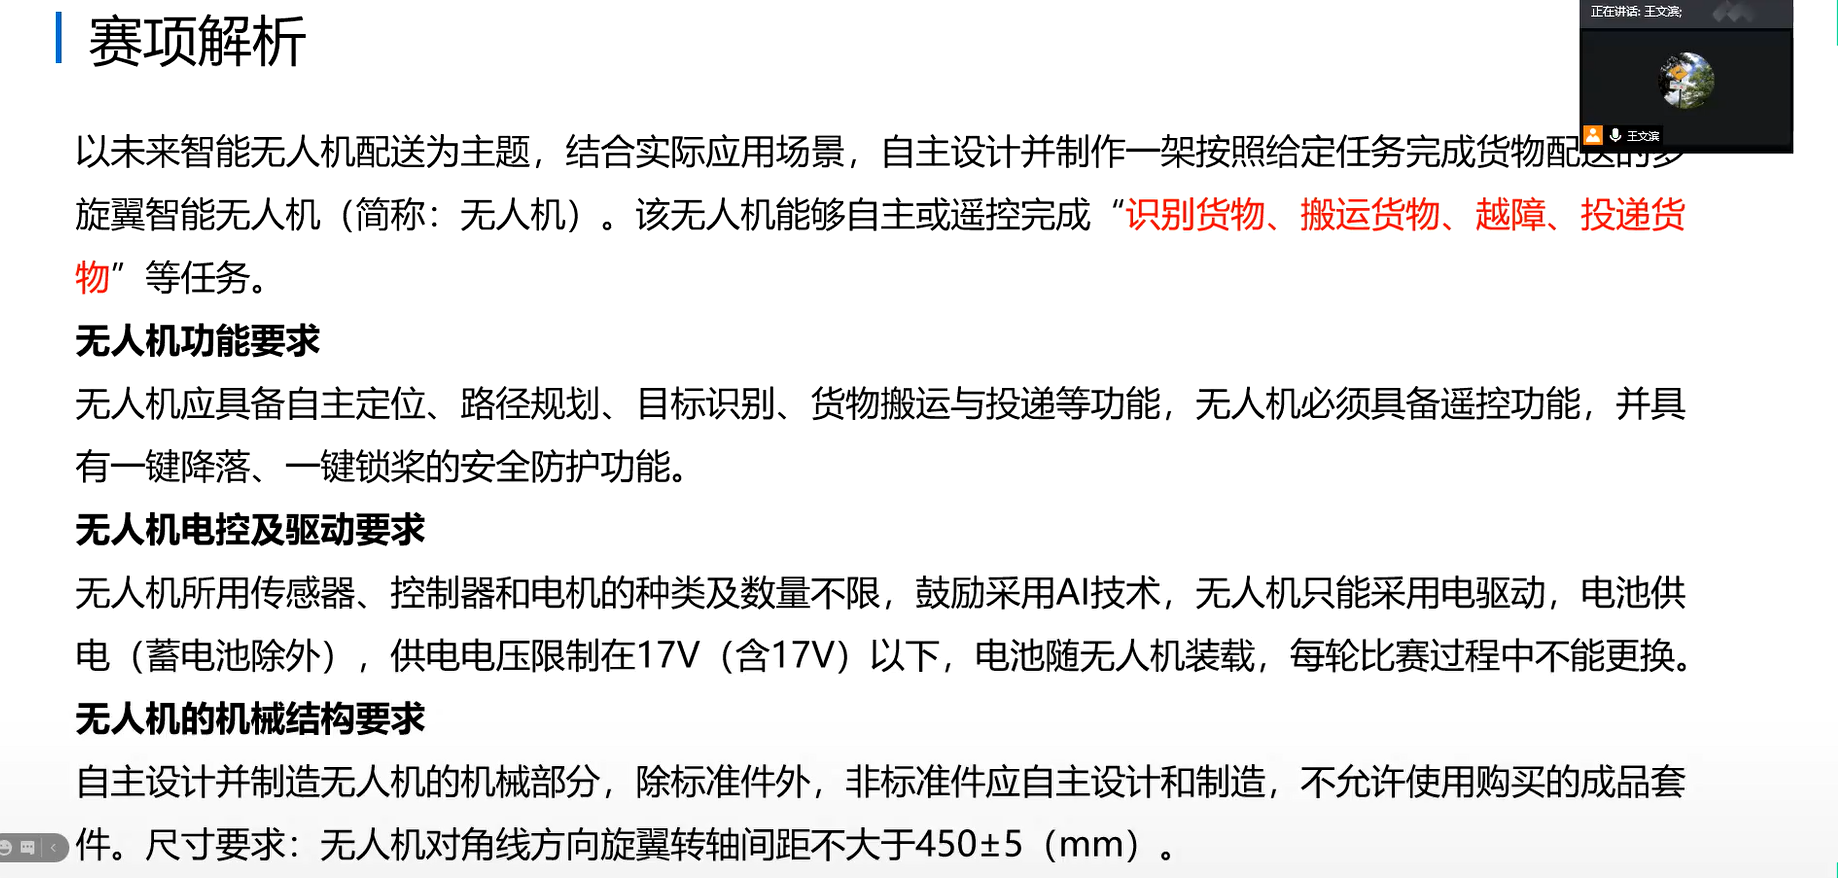 赛项解析
正在讲话: 王文滨;
王文滨
以未来智能无人机配送为主题，结合实际应用场景，自主设计并制作一架按照给定任务完成货物配送的多
旋翼智能无人机（简称：无人机）。该无人机能够自主或遥控完成“识别货物、搬运货物、越障、投递货
物”等任务。
无人机功能要求
无人机应具备自主定位、路径规划、目标识别、货物搬运与投递等功能，无人机必须具备遥控功能，并具
有一键降落、一键锁桨的安全防护功能。
无人机电控及驱动要求
无人机所用传感器、控制器和电机的种类及数量不限，鼓励采用AI技术，无人机只能采用电驱动，电池供
电（蓄电池除外），供电电压限制在17V（含17V）以下，电池随无人机装载，每轮比赛过程中不能更换。
无人机的机械结构要求
自主设计并制造无人机的机械部分，除标准件外，非标准件应自主设计和制造，不允许使用购买的成品套
件。尺寸要求：无人机对角线方向旋翼转轴间距不大于450±5（mm）。